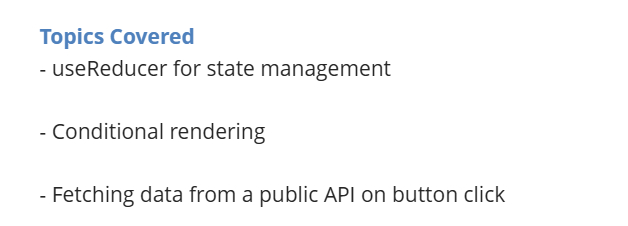 Topics Covered
- useReducer for state management
- Conditional rendering
- Fetching data from a public API on button click